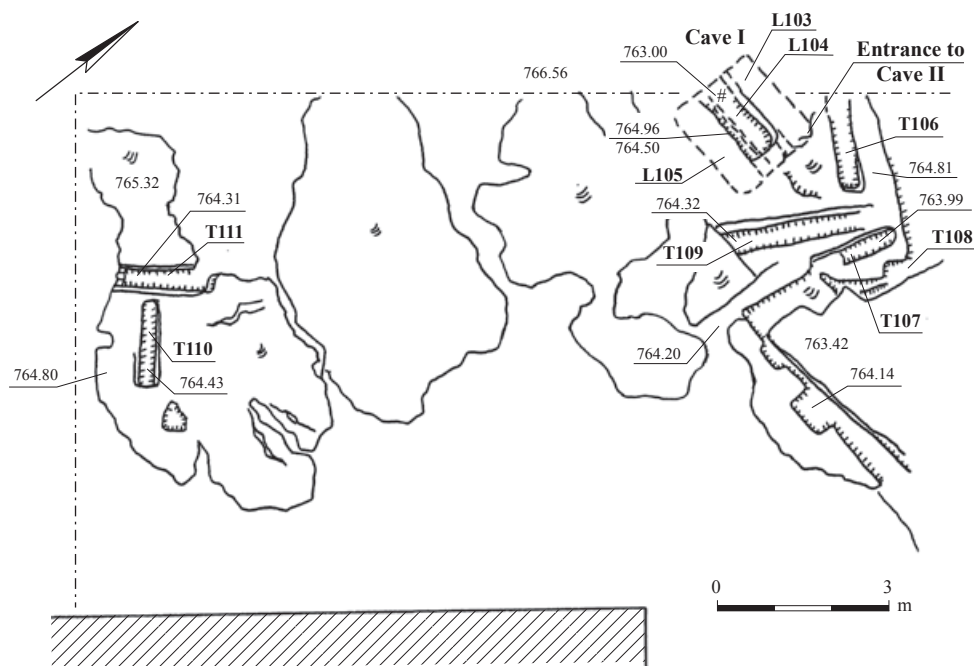 L103
Cave I
L104
763.00
Entrance to
Cave II
766.56
#
T106
764.96
764.50
764.81
L105
765.32
764.31
764.32
763.99
T111
T109
T108
T110
T107
764.20
763.42
764.80
764.43
764.14
0
3
m